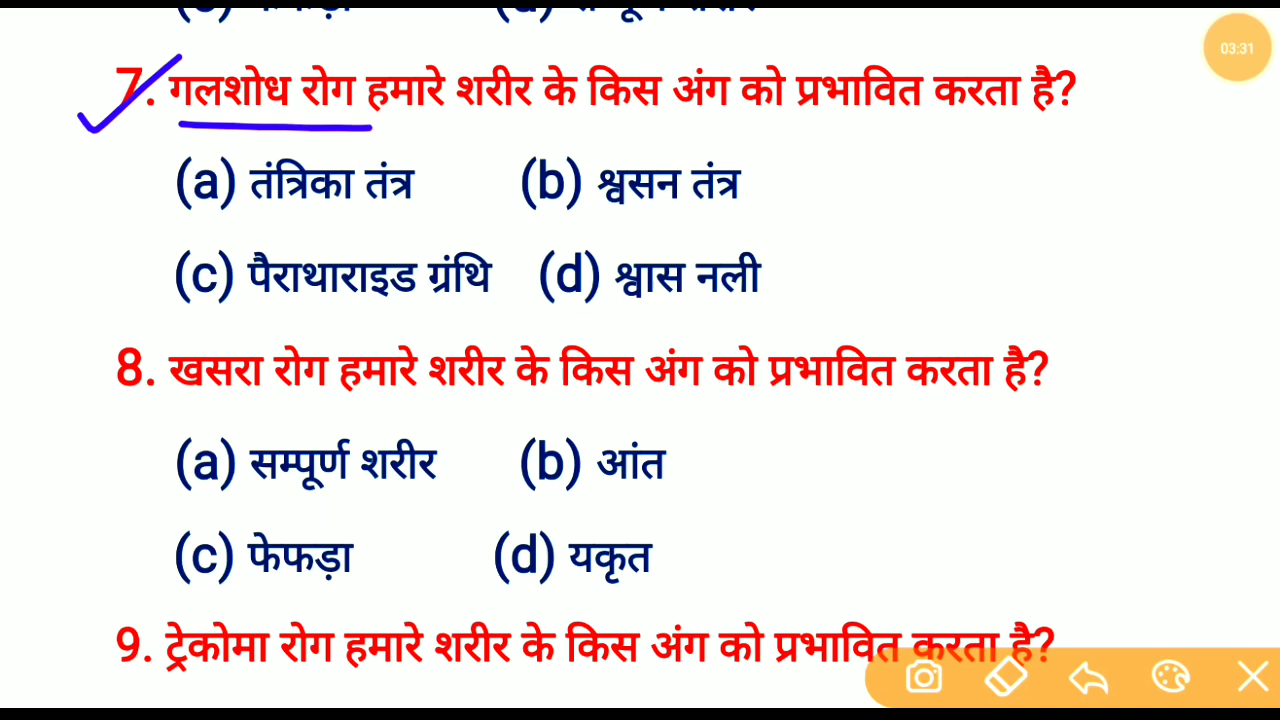 7. गलशोध रोग हमारे शरीर के किस अंग को प्रभावित करता है?
03:31
(a) तंत्रिका तंत्र (b) श्वसन तंत्र
(c) पैराथाराइड ग्रंथि (d) श्वास नली
8. खसरा रोग हमारे शरीर के किस अंग को प्रभावित करता है?
(a) सम्पूर्ण शरीर (b) आंत
(c) फेफड़ा (d) यकृत
9. ट्रेकोमा रोग हमारे शरीर के किस अंग को प्रभावित करता है?